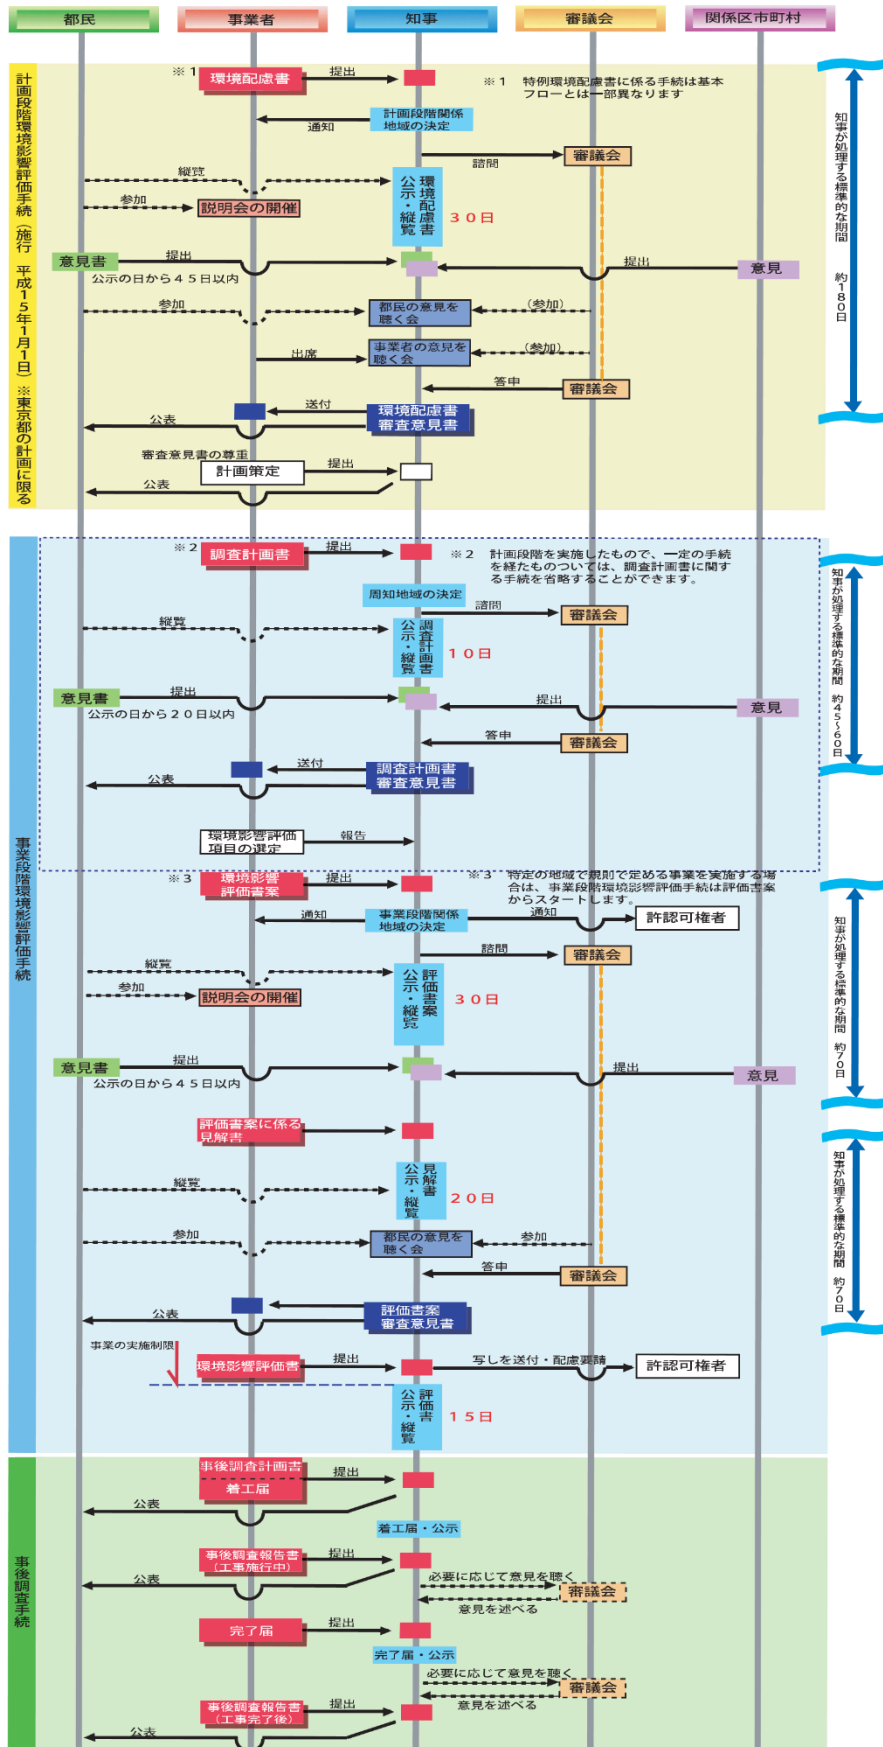 都民
事業者
知事
審議会
関係区市町村
計画段階環境影響評価手続（施行　平成１５年１月１日）※東京都の計画に限る
※１
環境配慮書
提出
※１　特例環境配慮書に係る手続は基本
フローとは一部異なります
通知
計画段階関係
地域の決定
諮問
審議会
縦覧
環境配慮書
公示・縦覧
３０日
参加
説明会の開催
意見書
提出
公示の日から４５日以内
提出
意見
参加
都民の意見を
聴く会
（参加）
出席
事業者の意見を
聴く会
（参加）
答申
審議会
送付
環境配慮書
審査意見書
公表
審査意見書の尊重
計画策定
提出
公表
知事が処理する標準的な期間　約１８０日
事業段階環境影響評価手続
※２
調査計画書
提出
※２　計画段階を実施したもので、一定の手続
を経たものついては、調査計画書に関す
る手続を省略することができます。
周知地域の決定
諮問
審議会
縦覧
調査計画書
公示・縦覧
１０日
意見書
提出
公示の日から２０日以内
提出
意見
答申
審議会
送付
調査計画書
審査意見書
公表
環境影響評価
項目の選定
報告
知事が処理する標準的な期間　約４５～６０日
※３
環境影響
評価書案
提出
※３　特定の地域で規則で定める事業を実施する場
合は、事業段階環境影響評価手続は評価書案
からスタートします。
通知
事業段階関係
地域の決定
通知
許認可権者
諮問
審議会
縦覧
評価書案
公示・縦覧
３０日
参加
説明会の開催
意見書
提出
公示の日から４５日以内
提出
意見
知事が処理する標準的な期間　約７０日
評価書案に係る
見解書
縦覧
見解書
公示・縦覧
２０日
参加
都民の意見を
聴く会
参加
答申
審議会
評価書案
審査意見書
公表
知事が処理する標準的な期間　約７０日
事業の実施制限
環境影響評価書
提出
写しを送付・配慮要請
許認可権者
評価書
公示・縦覧
１５日
事後調査手続
事後調査計画書
着工届
提出
公表
着工届・公示
事後調査報告書
（工事施行中）
提出
公表
必要に応じて意見を聴く
審議会
意見を述べる
完了届
提出
完了届・公示
必要に応じて意見を聴く
審議会
意見を述べる
事後調査報告書
（工事完了後）
提出
公表